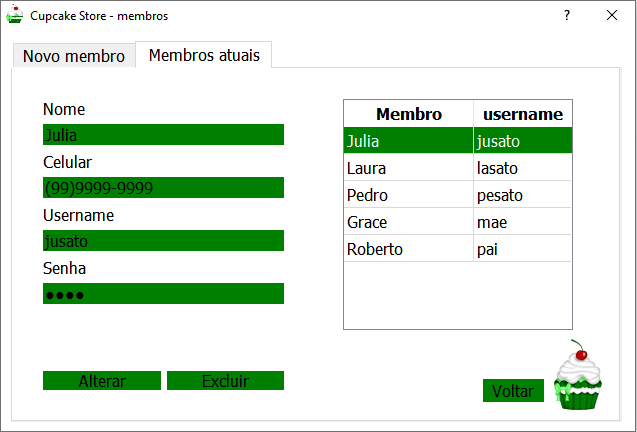 Cupcake Store - membros
?
Novo membro
Membros atuais
Nome
Julia
Celular
(99)9999-9999
Username
jusato
Senha
●●●●
Alterar
Excluir
Membro username
Julia jusato
Laura lasato
Pedro pesato
Grace mae
Roberto pai
Voltar